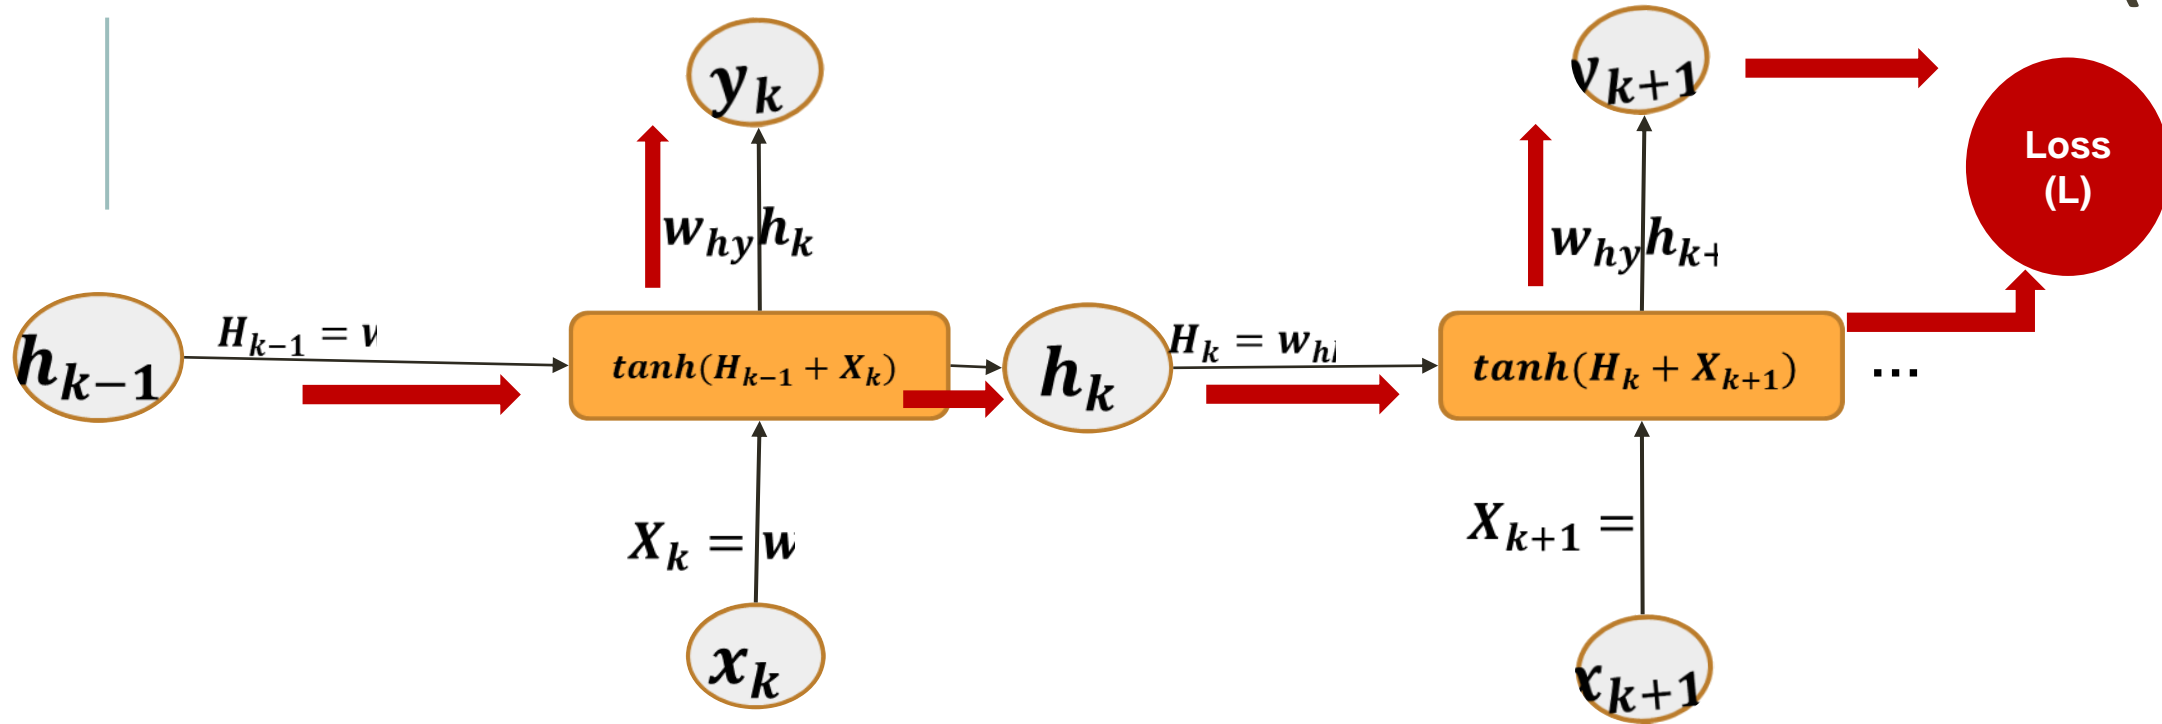 y_k
y_{k+1}
Loss
(L)
w_{hy} h_k
w_{hy} h_{k+
h_{k-1}
H_{k-1} =
tanh(H_{k-1} + X_k)
h_k
H_k = w_h
tanh(H_k + X_{k+1})
...
X_k = w
X_{k+1} =
x_k
x_{k+1}